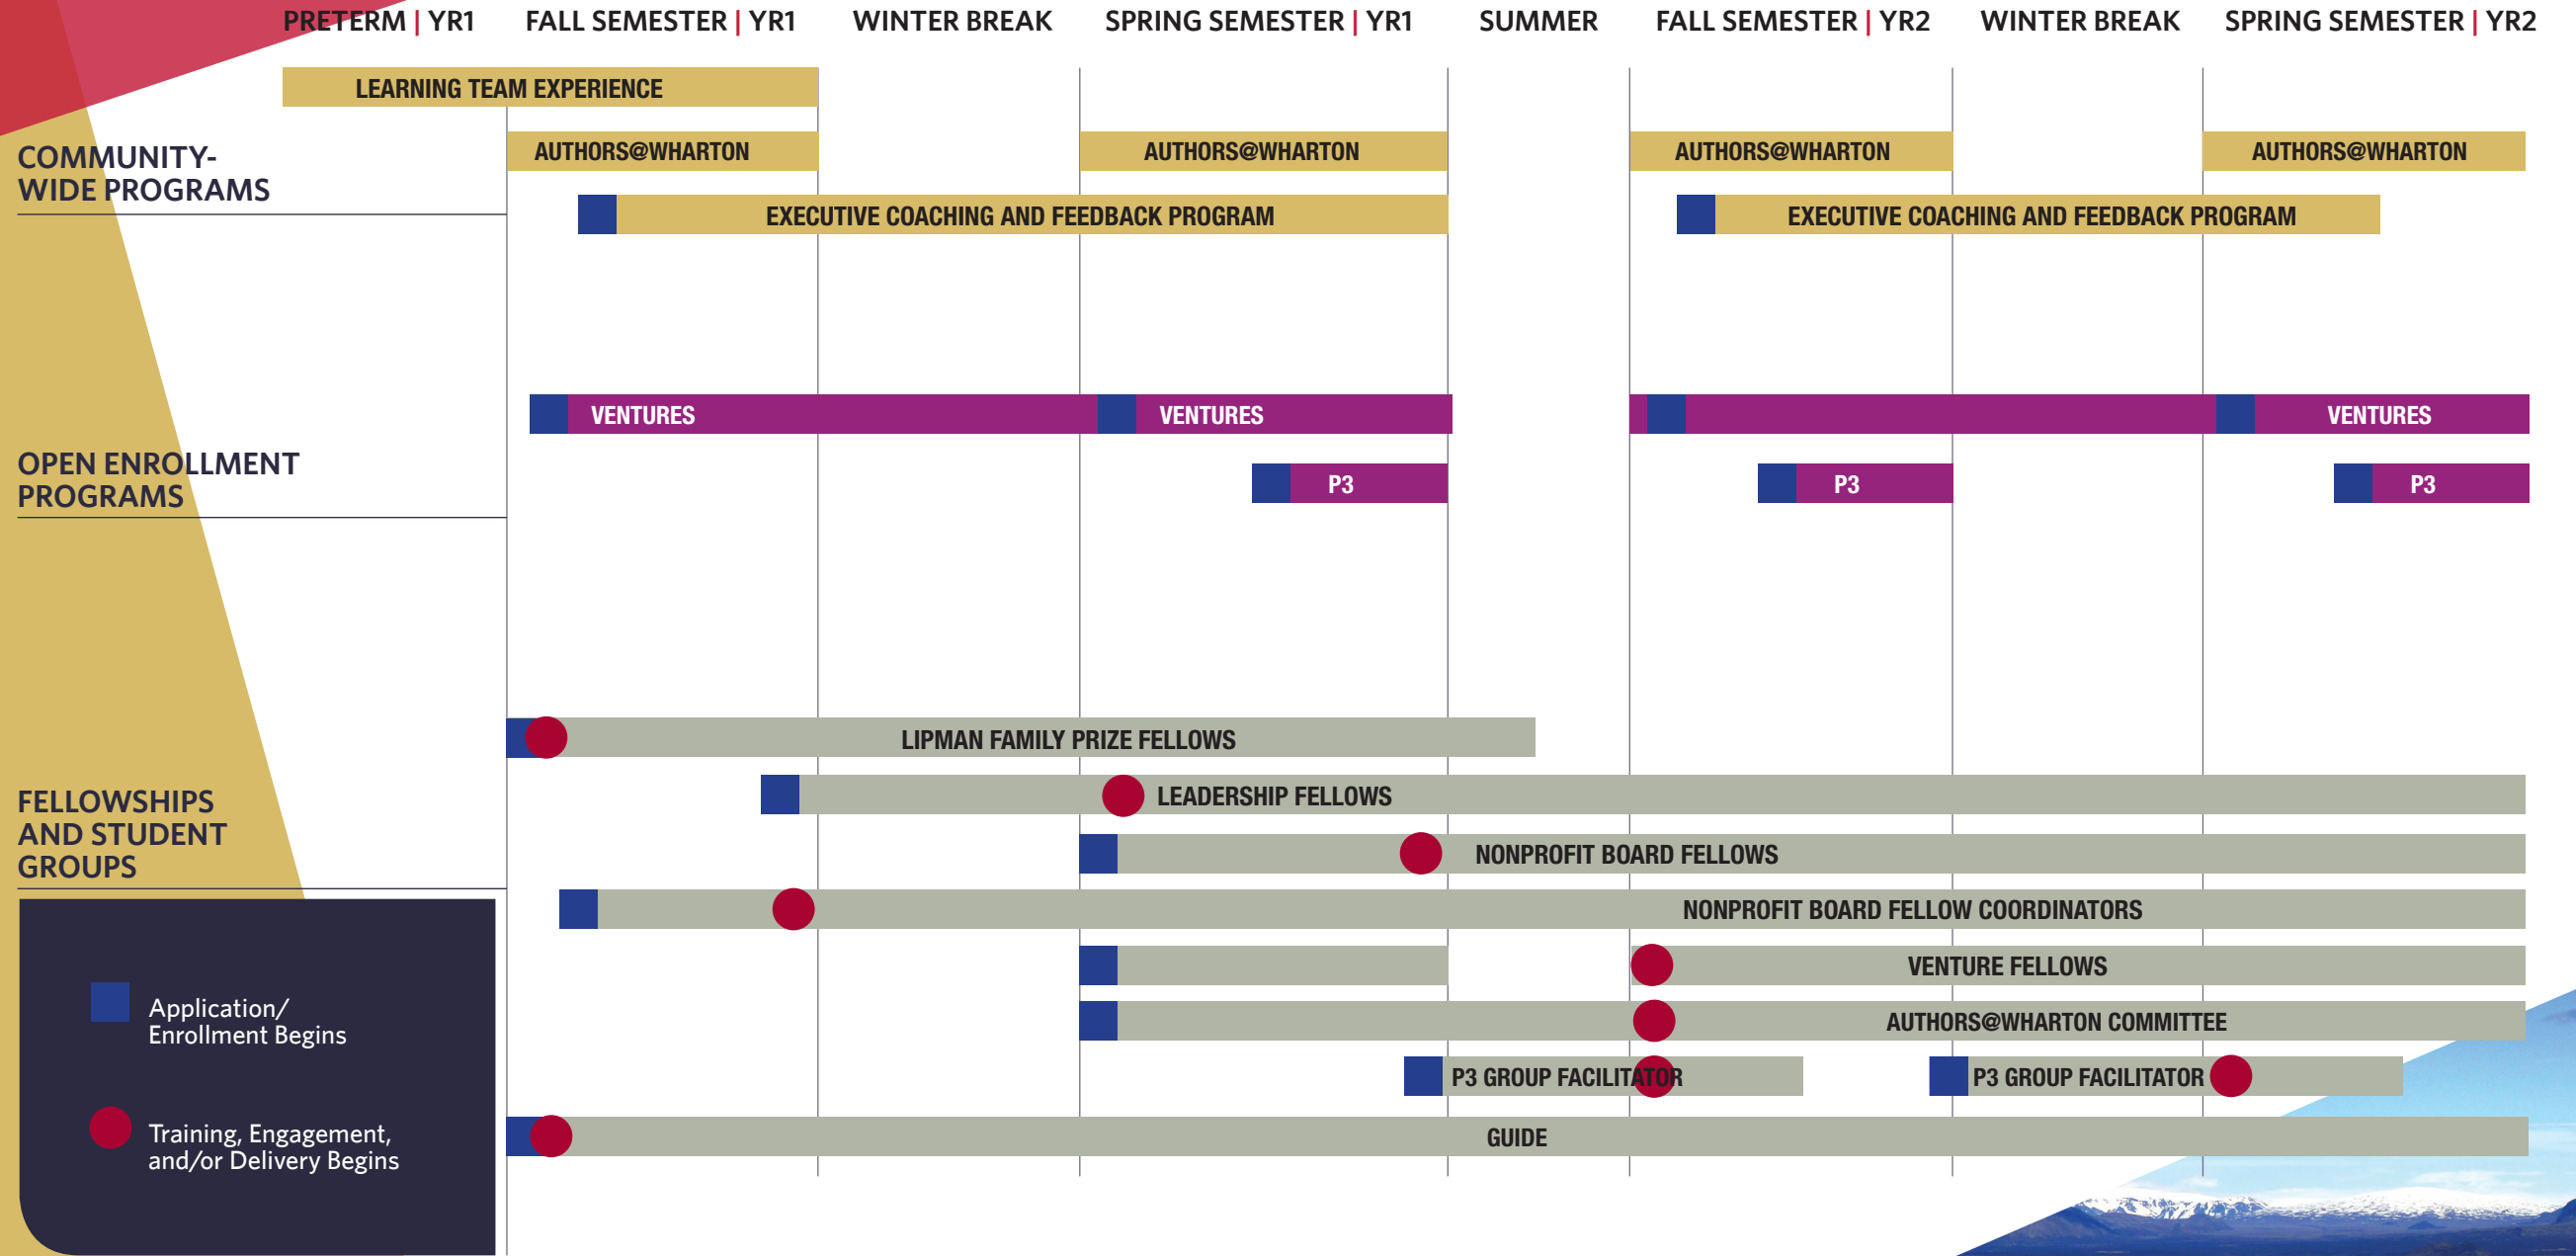 PRETERM | YR1
FALL SEMESTER | YR1
WINTER BREAK
SPRING SEMESTER | YR1
SUMMER
FALL SEMESTER | YR2
WINTER BREAK
SPRING SEMESTER | YR2
LEARNING TEAM EXPERIENCE
COMMUNITY-
WIDE PROGRAMS
AUTHORS@WHARTON
AUTHORS@WHARTON
AUTHORS@WHARTON
AUTHORS@WHARTON
EXECUTIVE COACHING AND FEEDBACK PROGRAM
EXECUTIVE COACHING AND FEEDBACK PROGRAM
OPEN ENROLLMENT
PROGRAMS
VENTURES
VENTURES
VENTURES
P3
P3
P3
FELLOWSHIPS
AND STUDENT
GROUPS
LIPMAN FAMILY PRIZE FELLOWS
LEADERSHIP FELLOWS
NONPROFIT BOARD FELLOWS
NONPROFIT BOARD FELLOW COORDINATORS
VENTURE FELLOWS
AUTHORS@WHARTON COMMITTEE
P3 GROUP FACILITATOR
P3 GROUP FACILITATOR
GUIDE
Application/
Enrollment Begins
Training, Engagement,
and/or Delivery Begins